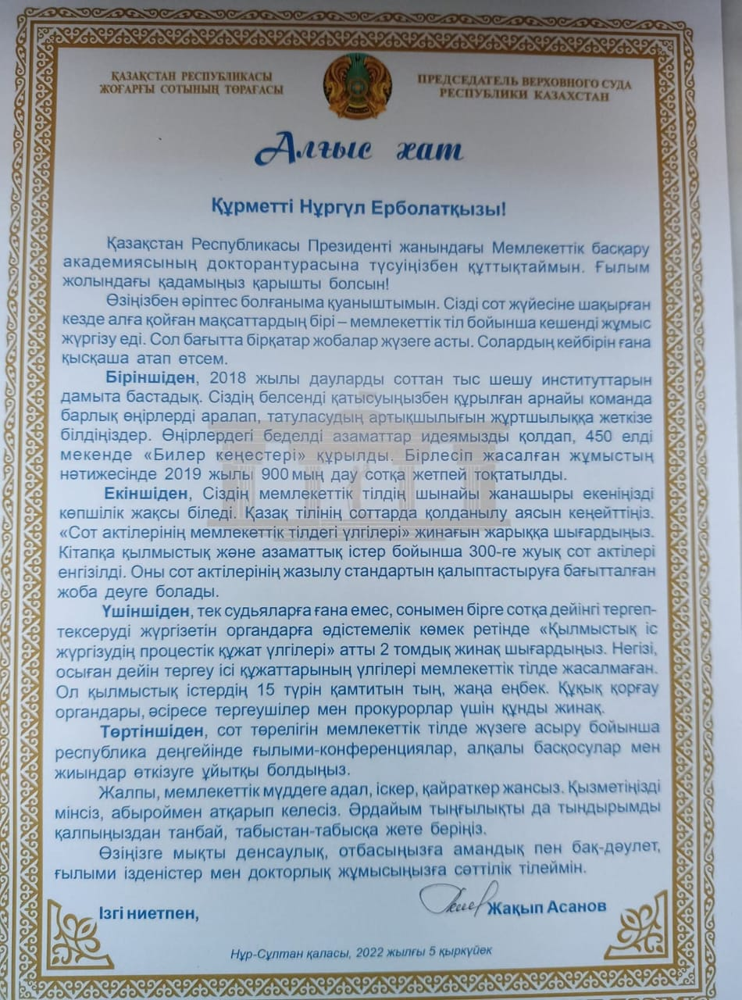 ҚАЗАҚСТАН РЕСПУБЛИКАСЫ
ЖОҒАРҒЫ СОТЫНЫҢ ТӨРАҒАСЫ
ПРЕДСЕДАТЕЛЬ ВЕРХОВНОГО СУДА
РЕСПУБЛИКИ КАЗАХСТАН
Алғыс хат
Құрметті Нұргүл Ерболатқызы!
Қазақстан Республикасы Президенті жанындағы Мемлекеттік басқару
академиясының докторантурасына түсуіңізбен құттықтаймын. Ғылым
жолындағы қадамыңыз қарышты болсын!
Өзіңізбен әріптес болғаныма қуаныштымын. Сізді сот жүйесіне шақырған
кезде алға қойған мақсаттардың бірі – мемлекеттік тіл бойынша кешенді жұмыс
жүргізу еді. Сол бағытта бірқатар жобалар жүзеге асты. Солардың кейбірін ғана
қысқаша атап өтсем.
Біріншіден, 2018 жылы дауларды соттан тыс шешу институттарын
дамыта бастадық. Сіздің белсенді қатысуыңызбен құрылған арнайы команда
барлық өңірлерді аралап, татуласудың артықшылығын жұртшылыққа жеткізе
білдіңіздер. Өңірлердегі беделді азаматтар идеямызды қолдап, 450 елді
мекенде «Билер кеңестері» құрылды. Бірлесіп жасалған жұмыстың
нәтижесінде 2019 жылы 900 мың дау сотқа жетпей тоқтатылды.
Екіншіден, Сіздің мемлекеттік тілдің шынайы жанашыры екеніңізді
көпшілік жақсы біледі. Қазақ тілінің соттарда қолданылу аясын кеңейттіңіз.
«Сот актілерінің мемлекеттік тілдегі үлгілері» жинағын жарыққа шығардыңыз.
Кітапқа қылмыстық және азаматтық істер бойынша 300-ге жуық сот актілері
енгізілді. Оны сот актілерінің жазылу стандартын қалыптастыруға бағытталған
жоба деуге болады.
Үшіншіден, тек судьяларға ғана емес, сонымен бірге сотқа дейінгі тергеп-
тексеруді жүргізетін органдарға әдістемелік көмек ретінде «Қылмыстық іс
жүргізудің процестік құжат үлгілері» атты 2 томдық жинақ шығардыңыз. Негізі,
осыған дейін тергеу ісі құжаттарының үлгілері мемлекеттік тілде жасалмаған.
Ол қылмыстық істердің 15 түрін қамтитын тың, жаңа еңбек. Құқық қорғау
органдары, әсіресе тергеушілер мен прокурорлар үшін құнды жинақ.
Төртіншіден, сот төрелігін мемлекеттік тілде жүзеге асыру бойынша
республика деңгейінде ғылыми-конференциялар, алқалы басқосулар мен
жиындар өткізуге ұйытқы болдыңыз.
Жалпы, мемлекеттік мүддеге адал, іскер, қайраткер жансыз. Қызметіңізді
мінсіз, абыроймен атқарып келесіз. Әрдайым тыңғылықты да тындырымды
қалпыңыздан танбай, табыстан-табысқа жете беріңіз.
Өзіңізге мықты денсаулық, отбасыңызға амандық пен бақ-дәулет,
ғылыми ізденістер мен докторлық жұмысыңызға сәттілік тілеймін.
Ізгі ниетпен,
Жақып Асанов
Нұр-Сұлтан қаласы, 2022 жылғы 5 қыркүйек